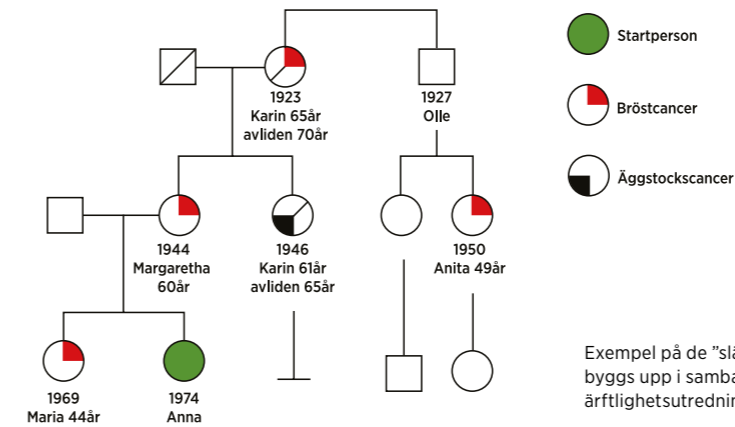 Startperson
Bröstcancer
Äggstockscancer
1923
Karin 65år
avliden 70år
1927
Olle
1944
Margaretha
60år
1946
Karin 61år
avliden 65år
1950
Anita 49år
1969
Maria 44år
1974
Anna
Exempel på de ”slä
byggs upp i samba
ärftlighetsutrednin